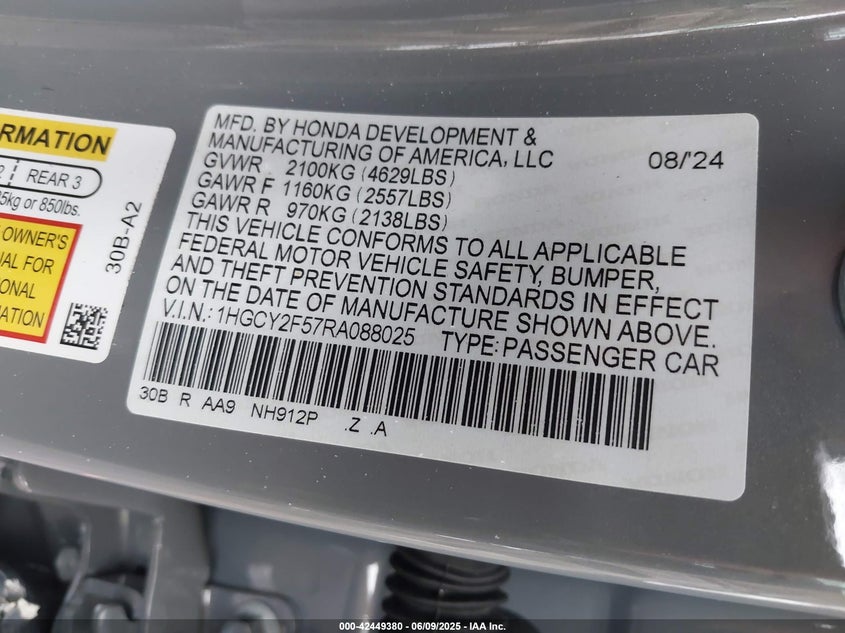 RMATION
2 REAR 3
5kg or 850lbs.
OWNER'S
AL FOR
ONAL
MATION
30B-A2
MFD. BY HONDA DEVELOPMENT &
MANUFACTURING OF AMERICA, LLC 08/'24
GVWR 2100KG (4629LBS)
GAWR F 1160KG (2557LBS)
GAWR R 970KG (2138LBS)
THIS VEHICLE CONFORMS TO ALL APPLICABLE
FEDERAL MOTOR VEHICLE SAFETY, BUMPER,
AND THEFT PREVENTION STANDARDS IN EFFECT
ON THE DATE OF MANUFACTURE SHOWN ABOVE.
V.I.N.: 1HGCY2F57RA088025 TYPE: PASSENGER CAR
30B R AA9 NH912P .Z .A
000-42449380 - 06/09/2025 - IAA Inc.